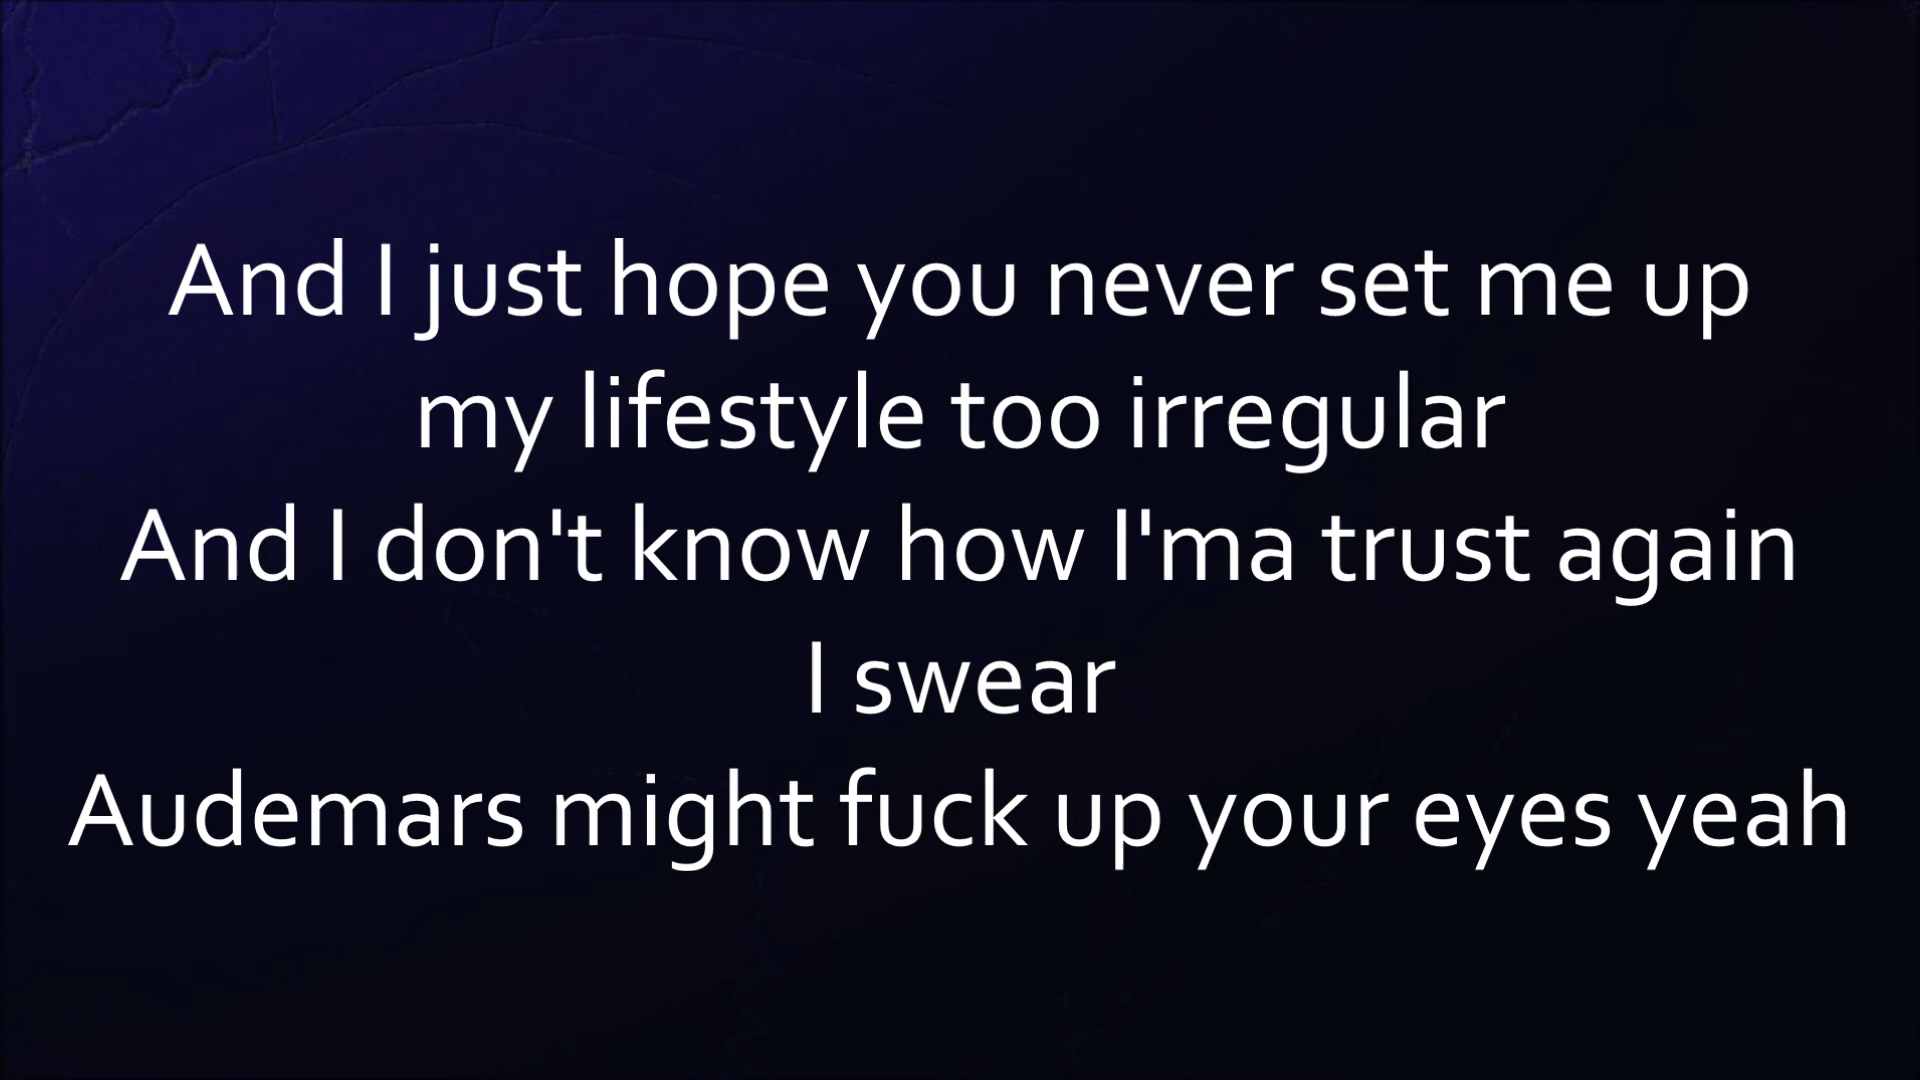 And I just hope you never set me up
my lifestyle too irregular
And I don't know how I'ma trust again
I swear
Audemars might fuck up your eyes yeah